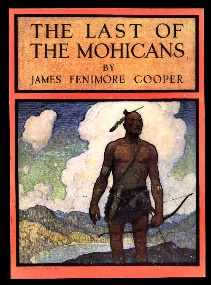 THE LAST OF
THE MOHICANS
BY
JAMES FENIMORE COOPER